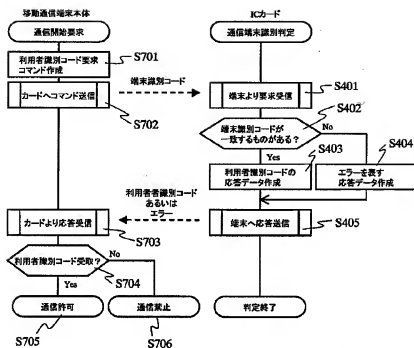 移動通信端末本体
ICカード
通信開始要求
通信端末識別判定
S701
利用者識別コード要求
コマンド作成
端末識別コード
S401
カードへコマンド送信
端末より要求受信
S702
S402
端末識別コードが
一致するものがある?
No
S404
Yes
S403
利用者識別コードの
応答データ作成
エラーを表す
応答データ作成
利用者者識別コード
あるいは
エラー
カードより応答受信
端末へ応答送信
S703
S405
利用者識別コード受取?
No
S704
Yes
通信許可
通信禁止
判定終了
S705
S706